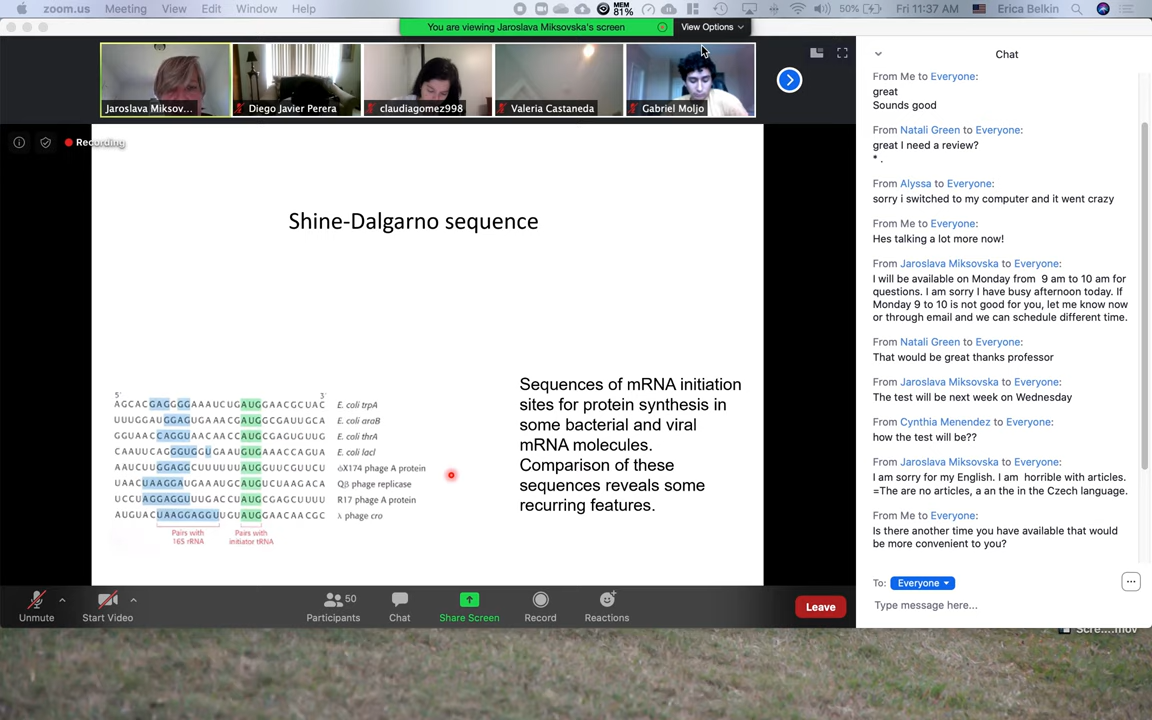 zoom.us Meeting View Edit Window Help MEM 81% 50% Fri 11:37 AM Erica Belkin
You are viewing Jaroslava Miksovska's screen View Options
Jaroslava Miksov... Diego Javier Perera claudiagomez998 Valeria Castaneda Gabriel Moljo
Recording
Shine-Dalgarno sequence
5' 3'
AGCACGAGGGGAAAUCUGAUGGAACGCUAC E. coli trpA
UUUGGAUGGAGUGAAACGAUGGCGAUUGCA E. coli araB
GGUAACCAGGUAACAACCAUGCGAGUGUUG E. coli thrA
CAAUUCAGGGUGGUGAAUGUGAAACCAGUA E. coli lacI
AAUCUUGGAGGCUUUUUUAUGGUUCGUUCU ϕX174 phage A protein
UAACUAAGGAUGAAAUGCAUGUCUAAGACA Qβ phage replicase
UCCUAGGAGGUUUGACCUAUGCGAGCUUUU R17 phage A protein
AUGUACUAAGGAGGUUGUAUGGAACAACGC λ phage cro
Pairs with Pairs with
16S rRNA initiator tRNA
Sequences of mRNA initiation
sites for protein synthesis in
some bacterial and viral
mRNA molecules.
Comparison of these
sequences reveals some
recurring features.
Unmute Start Video 50 Participants Chat Share Screen Record Reactions Leave
Chat
From Me to Everyone:
great
Sounds good
From Natali Green to Everyone:
great I need a review?
* .
From Alyssa to Everyone:
sorry i switched to my computer and it went crazy
From Me to Everyone:
Hes talking a lot more now!
From Jaroslava Miksovska to Everyone:
I will be available on Monday from 9 am to 10 am for
questions. I am sorry I have busy afternoon today. If
Monday 9 to 10 is not good for you, let me know now
or through email and we can schedule different time.
From Natali Green to Everyone:
That would be great thanks professor
From Jaroslava Miksovska to Everyone:
The test will be next week on Wednesday
From Cynthia Menendez to Everyone:
how the test will be??
From Jaroslava Miksovska to Everyone:
I am sorry for my English. I am horrible with articles.
=The are no articles, a an the in the Czech language.
From Me to Everyone:
Is there another time you have available that would
be more convenient to you?
To: Everyone
Type message here...
Scre....mov